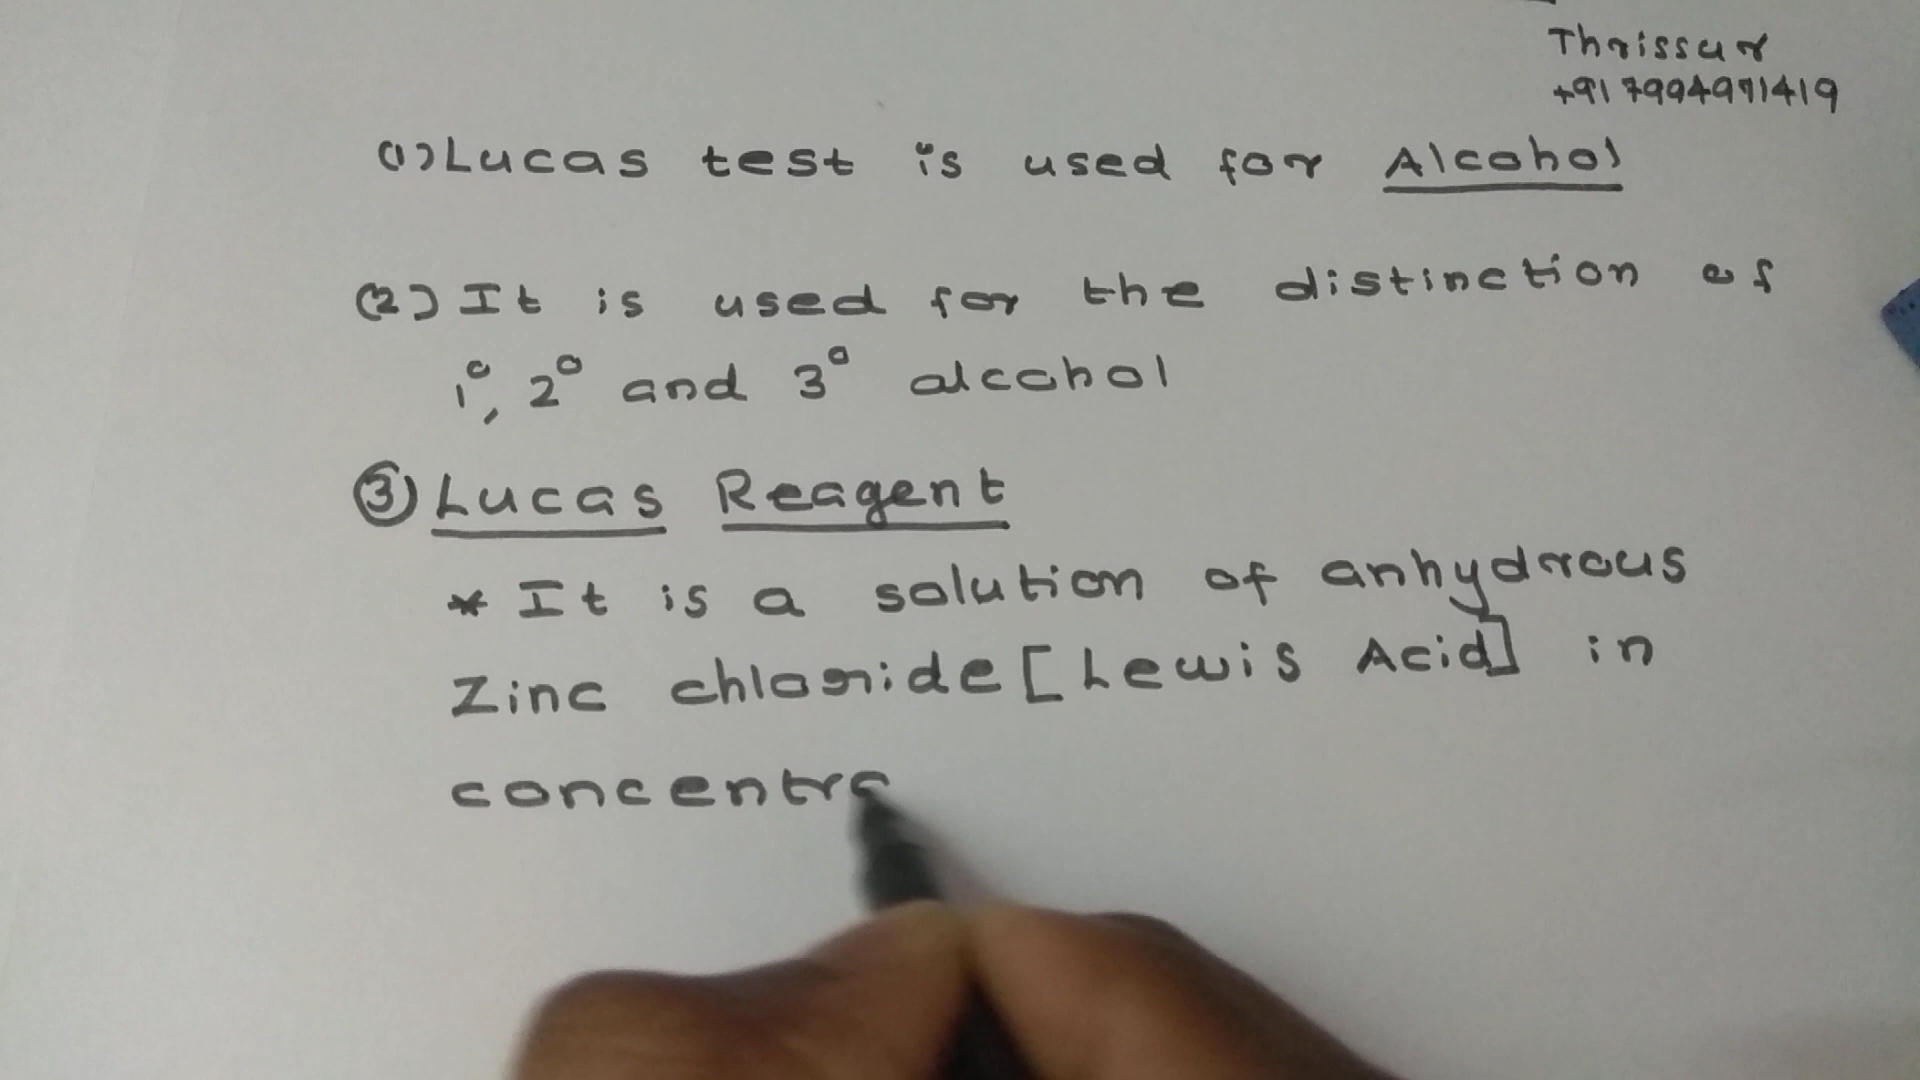 Thrissur
+91 7994971419
(1) Lucas test is used for Alcohol
(2) It is used for the distinction of
1°, 2° and 3° alcohol
③ Lucas Reagent
* It is a solution of anhydrous
Zinc chloride [Lewis Acid] in
concentra